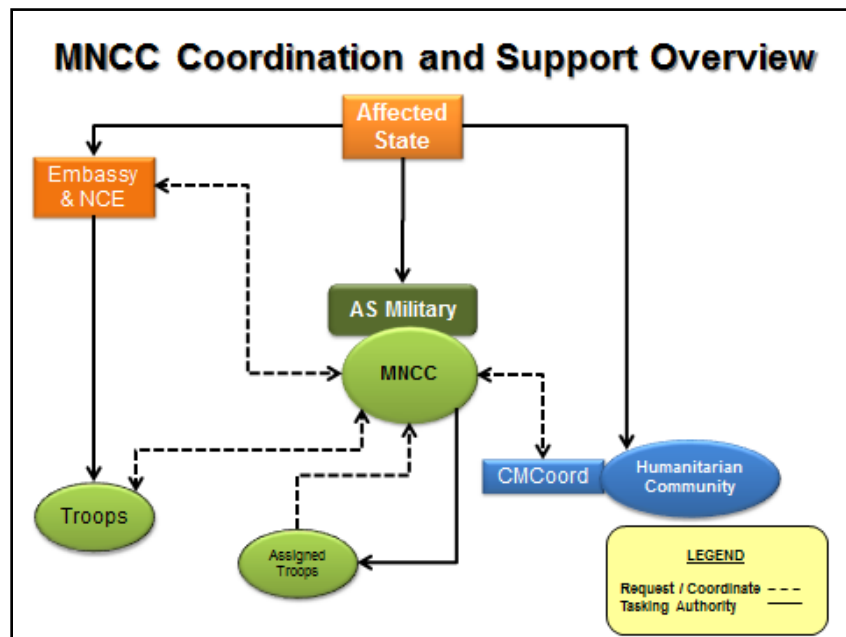 MNCC Coordination and Support Overview
Affected
State
Embassy
& NCE
AS Military
MNCC
CMCoord
Humanitarian
Community
Troops
Assigned
Troops
LEGEND
Request / Coordinate
Tasking Authority